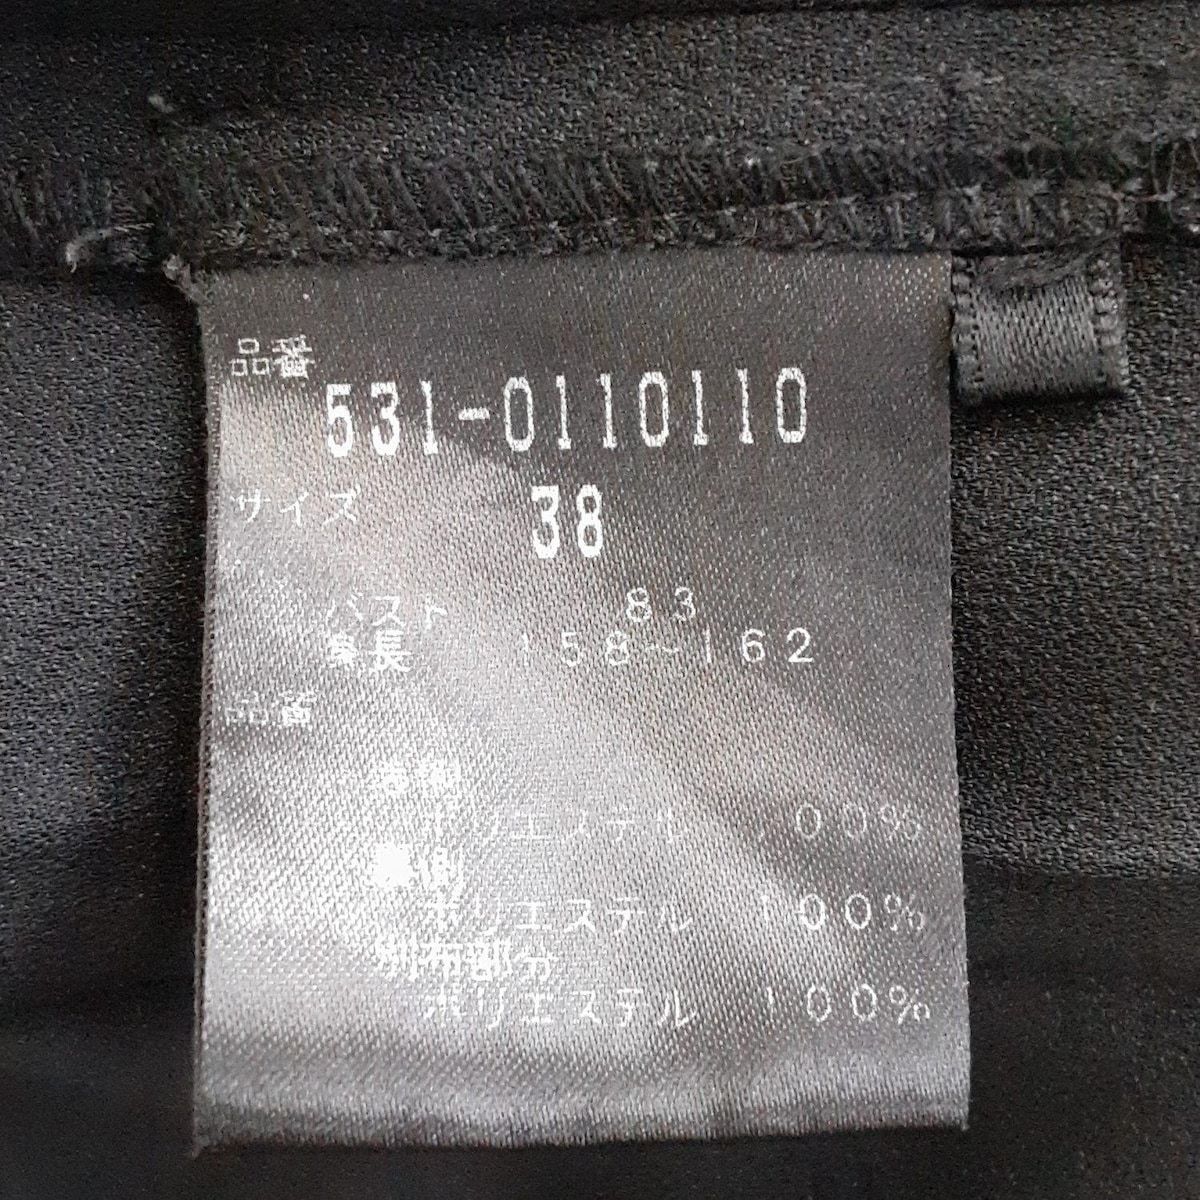 品番
531-0110110
サイズ 38
バスト 83
身長 158~162
品番
表側
ポリエステル 100%
裏側
ポリエステル 100%
別布部分
ポリエステル 100%